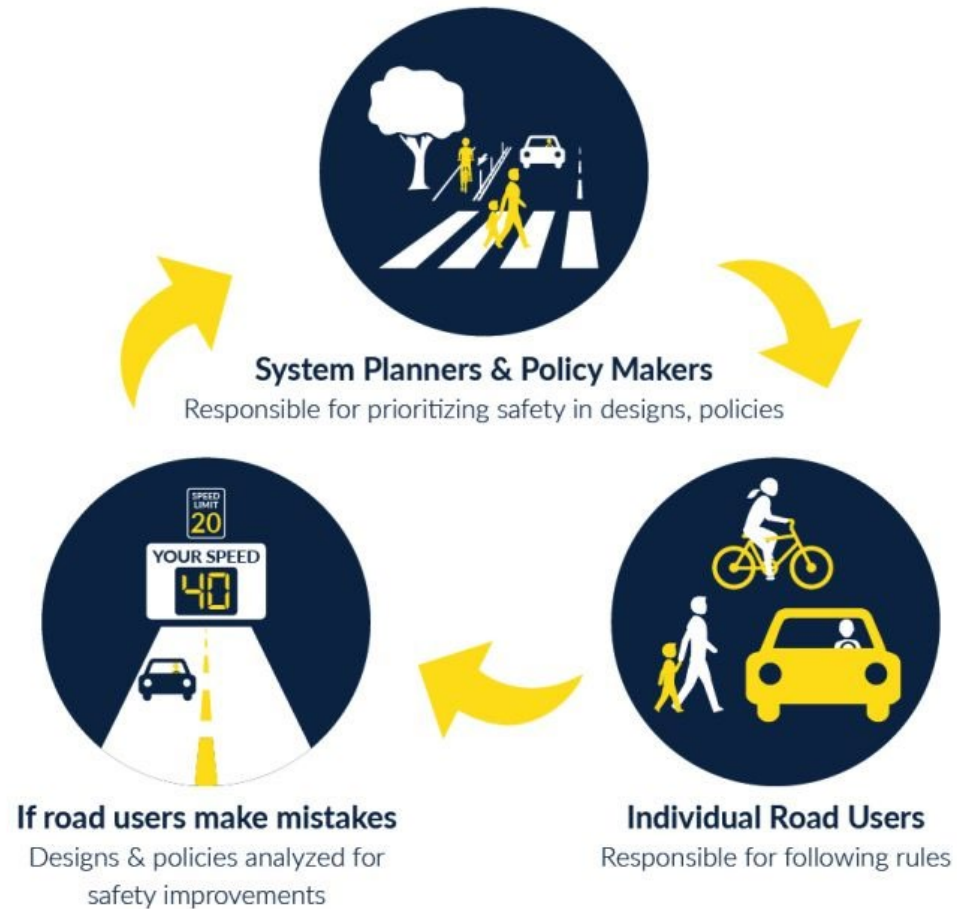 System Planners & Policy Makers
Responsible for prioritizing safety in designs, policies
SPEED
LIMIT
20
YOUR SPEED
40
If road users make mistakes
Designs & policies analyzed for
safety improvements
Individual Road Users
Responsible for following rules